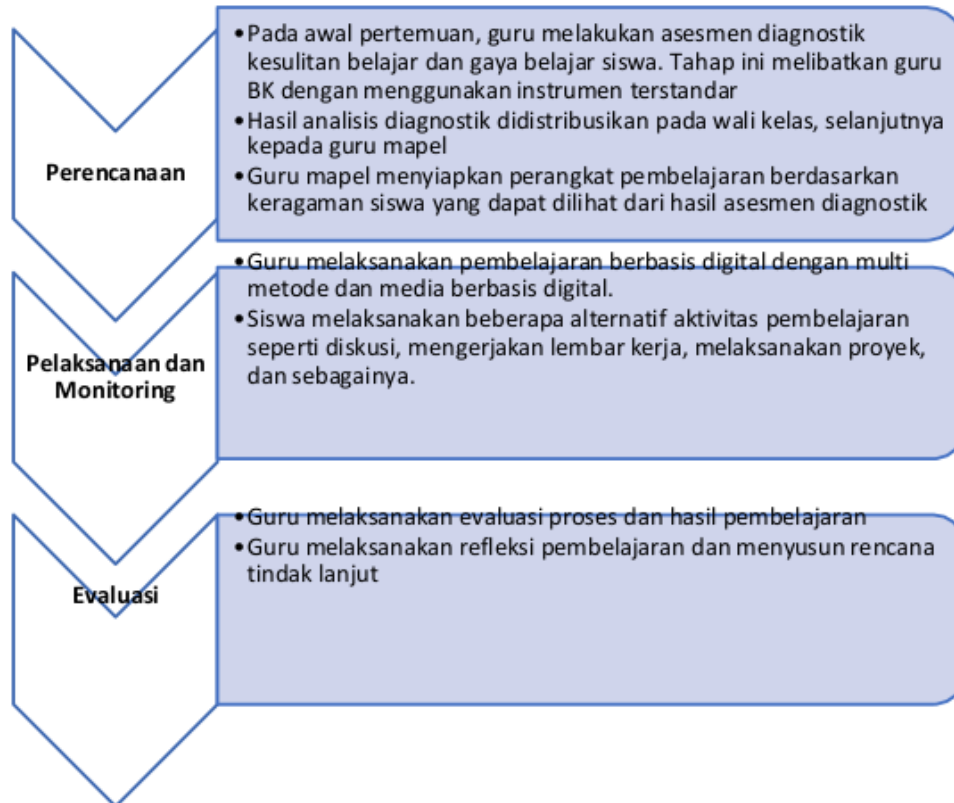 Perencanaan
•Pada awal pertemuan, guru melakukan asesmen diagnostik
kesulitan belajar dan gaya belajar siswa. Tahap ini melibatkan guru
BK dengan menggunakan instrumen terstandar
•Hasil analisis diagnostik didistribusikan pada wali kelas, selanjutnya
kepada guru mapel
•Guru mapel menyiapkan perangkat pembelajaran berdasarkan
keragaman siswa yang dapat dilihat dari hasil asesmen diagnostik
Pelaksanaan dan
Monitoring
•Guru melaksanakan pembelajaran berbasis digital dengan multi
metode dan media berbasis digital.
•Siswa melaksanakan beberapa alternatif aktivitas pembelajaran
seperti diskusi, mengerjakan lembar kerja, melaksanakan proyek,
dan sebagainya.
Evaluasi
•Guru melaksanakan evaluasi proses dan hasil pembelajaran
•Guru melaksanakan refleksi pembelajaran dan menyusun rencana
tindak lanjut